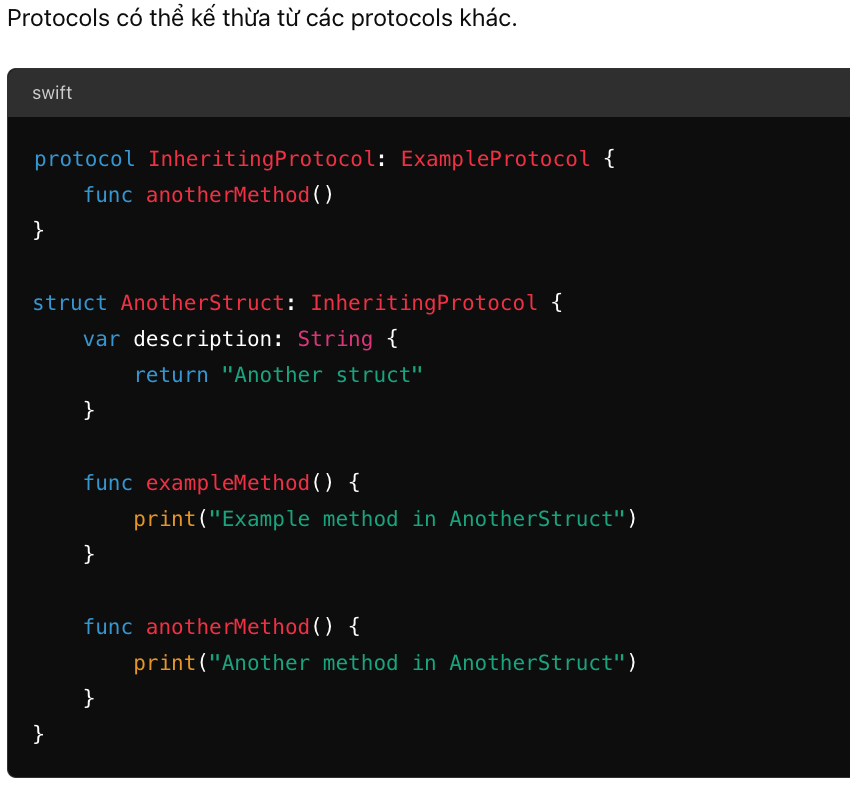 Protocols có thể kế thừa từ các protocols khác.
swift
protocol InheritingProtocol: ExampleProtocol {
    func anotherMethod()
}
struct AnotherStruct: InheritingProtocol {
    var description: String {
        return "Another struct"
    }
    func exampleMethod() {
        print("Example method in AnotherStruct")
    }
    func anotherMethod() {
        print("Another method in AnotherStruct")
    }
}